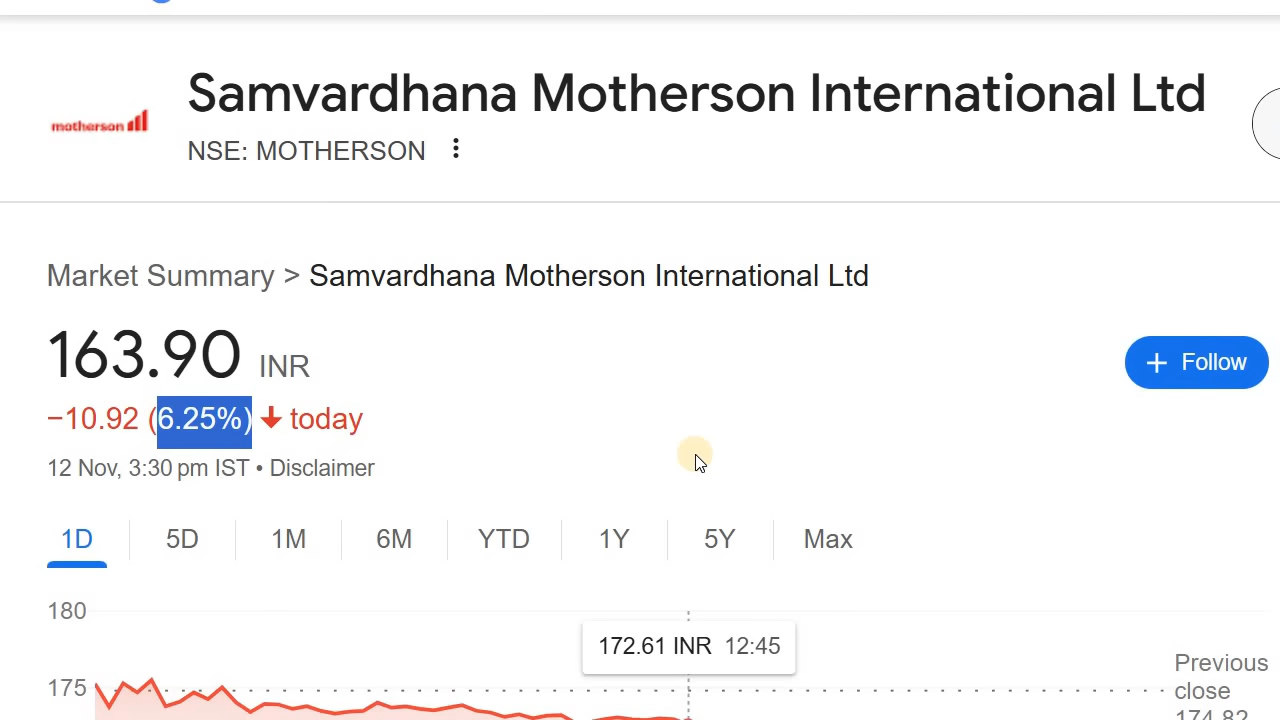 Samvardhana Motherson International Ltd
motherson
NSE: MOTHERSON
Market Summary > Samvardhana Motherson International Ltd
163.90 INR
+ Follow
−10.92 (6.25%) ↓ today
12 Nov, 3:30 pm IST • Disclaimer
1D 5D 1M 6M YTD 1Y 5Y Max
180
172.61 INR 12:45
175
Previous
close
174.82